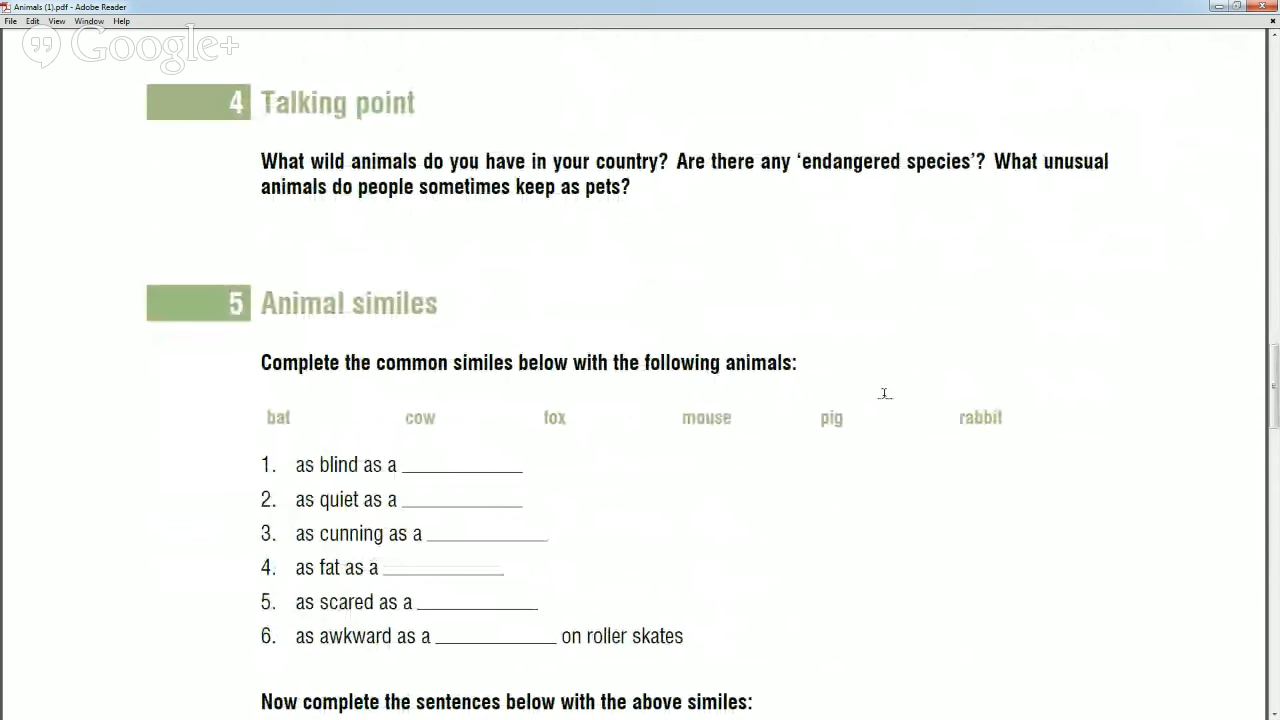 Animals (1).pdf - Adobe Reader
File Edit View Window Help
Google+
4 Talking point
What wild animals do you have in your country? Are there any ‘endangered species’? What unusual
animals do people sometimes keep as pets?
5 Animal similes
Complete the common similes below with the following animals:
bat cow fox mouse pig rabbit
1. as blind as a ____________
2. as quiet as a ____________
3. as cunning as a ____________
4. as fat as a ____________
5. as scared as a ____________
6. as awkward as a ____________ on roller skates
Now complete the sentences below with the above similes: